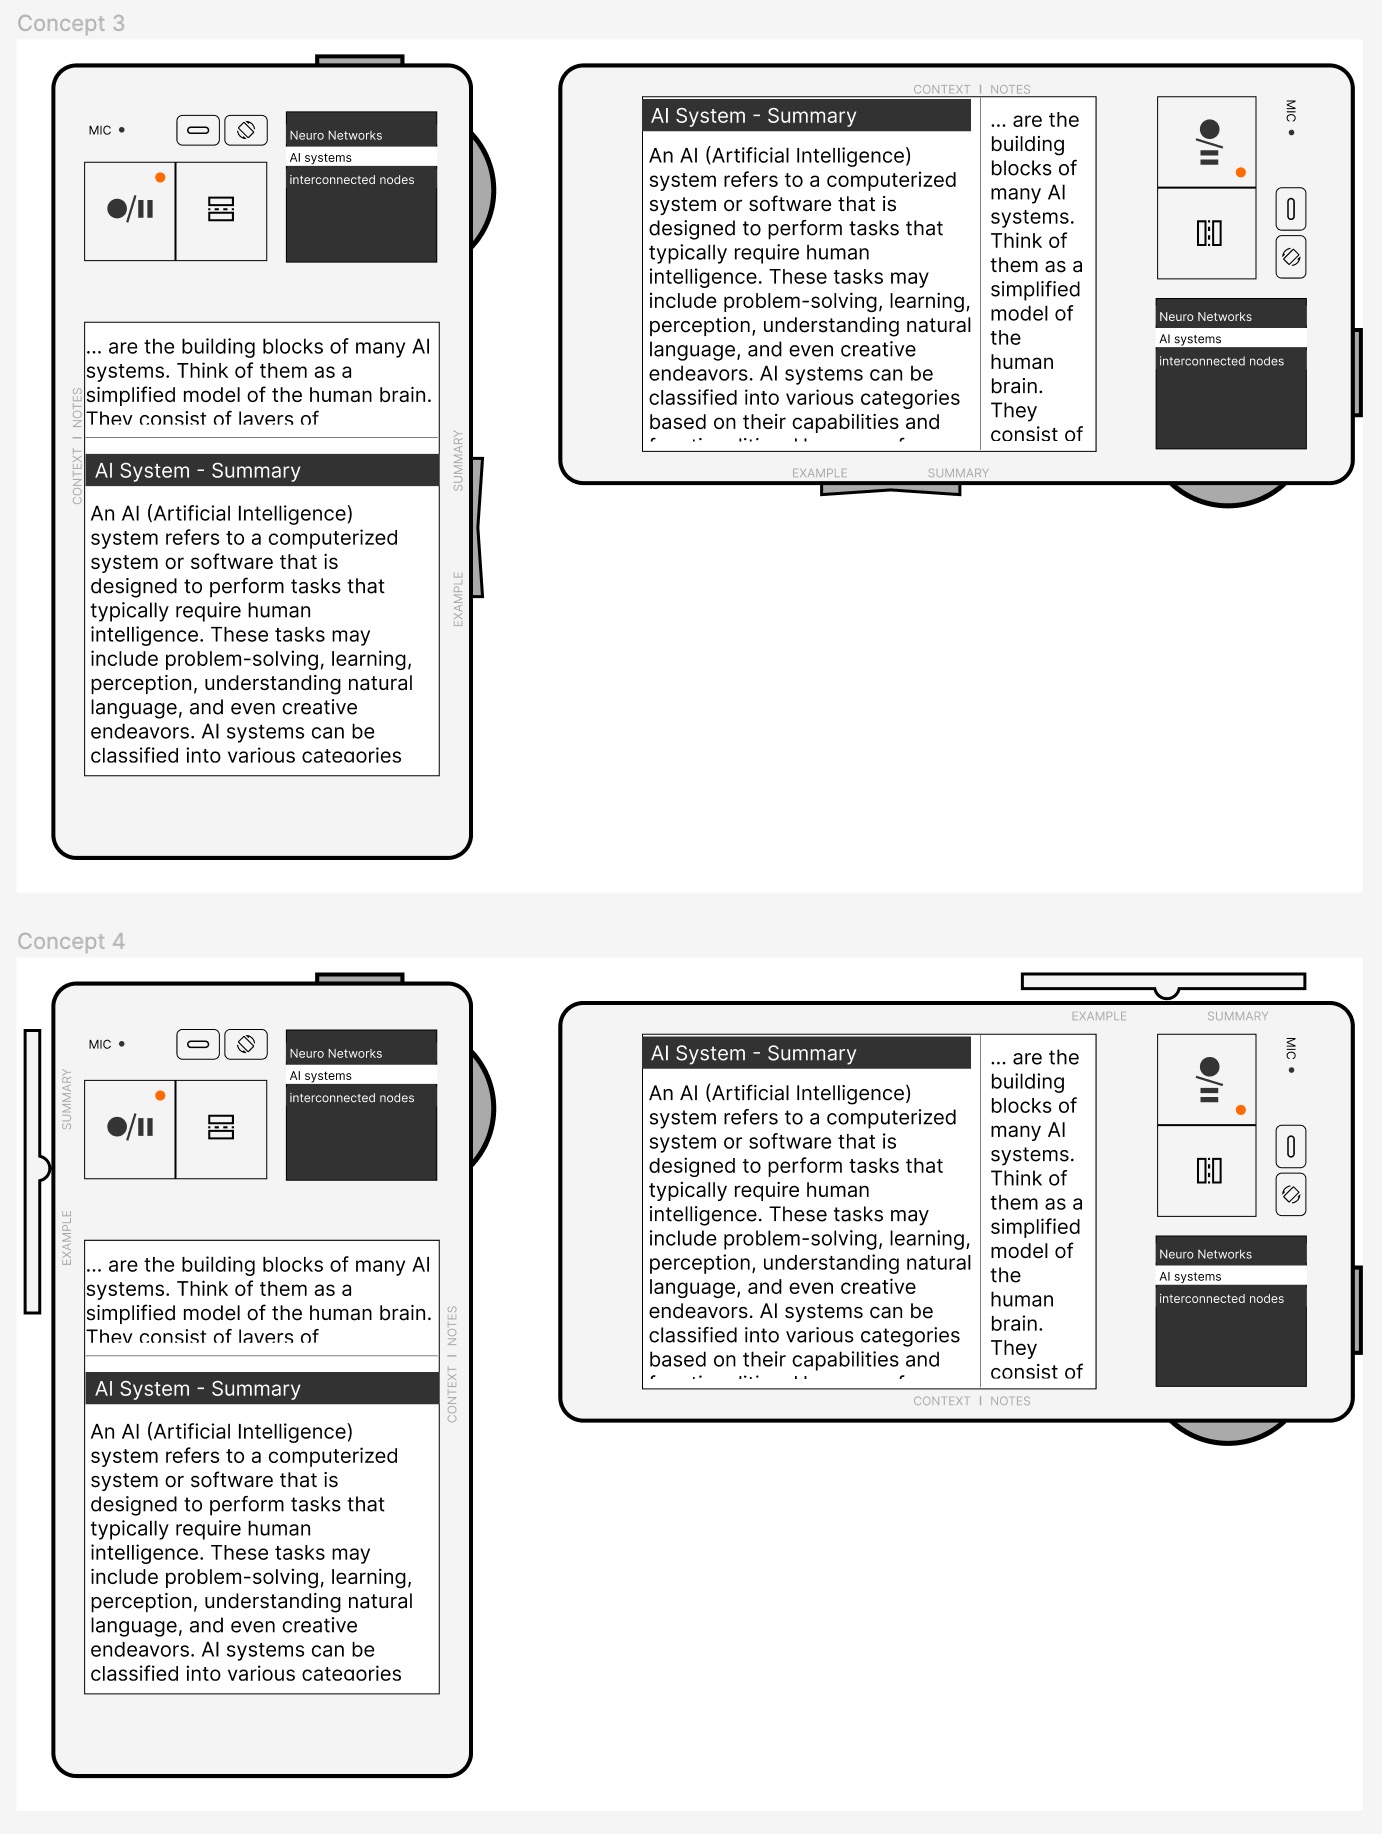 Concept 3
MIC
Neuro Networks
AI systems
interconnected nodes
... are the building blocks of many AI
systems. Think of them as a
simplified model of the human brain.
They consist of layers of
CONTEXT I NOTES
AI System - Summary
An AI (Artificial Intelligence)
system refers to a computerized
system or software that is
designed to perform tasks that
typically require human
intelligence. These tasks may
include problem-solving, learning,
perception, understanding natural
language, and even creative
endeavors. AI systems can be
classified into various categories
SUMMARY
EXAMPLE
CONTEXT I NOTES
AI System - Summary
An AI (Artificial Intelligence)
system refers to a computerized
system or software that is
designed to perform tasks that
typically require human
intelligence. These tasks may
include problem-solving, learning,
perception, understanding natural
language, and even creative
endeavors. AI systems can be
classified into various categories
based on their capabilities and
... are the
building
blocks of
many AI
systems.
Think of
them as a
simplified
model of
the
human
brain.
They
consist of
MIC
Neuro Networks
AI systems
interconnected nodes
EXAMPLE
SUMMARY
Concept 4
MIC
Neuro Networks
AI systems
interconnected nodes
SUMMARY
EXAMPLE
... are the building blocks of many AI
systems. Think of them as a
simplified model of the human brain.
They consist of layers of
CONTEXT I NOTES
AI System - Summary
An AI (Artificial Intelligence)
system refers to a computerized
system or software that is
designed to perform tasks that
typically require human
intelligence. These tasks may
include problem-solving, learning,
perception, understanding natural
language, and even creative
endeavors. AI systems can be
classified into various categories
EXAMPLE
SUMMARY
AI System - Summary
An AI (Artificial Intelligence)
system refers to a computerized
system or software that is
designed to perform tasks that
typically require human
intelligence. These tasks may
include problem-solving, learning,
perception, understanding natural
language, and even creative
endeavors. AI systems can be
classified into various categories
based on their capabilities and
... are the
building
blocks of
many AI
systems.
Think of
them as a
simplified
model of
the
human
brain.
They
consist of
MIC
Neuro Networks
AI systems
interconnected nodes
CONTEXT I NOTES